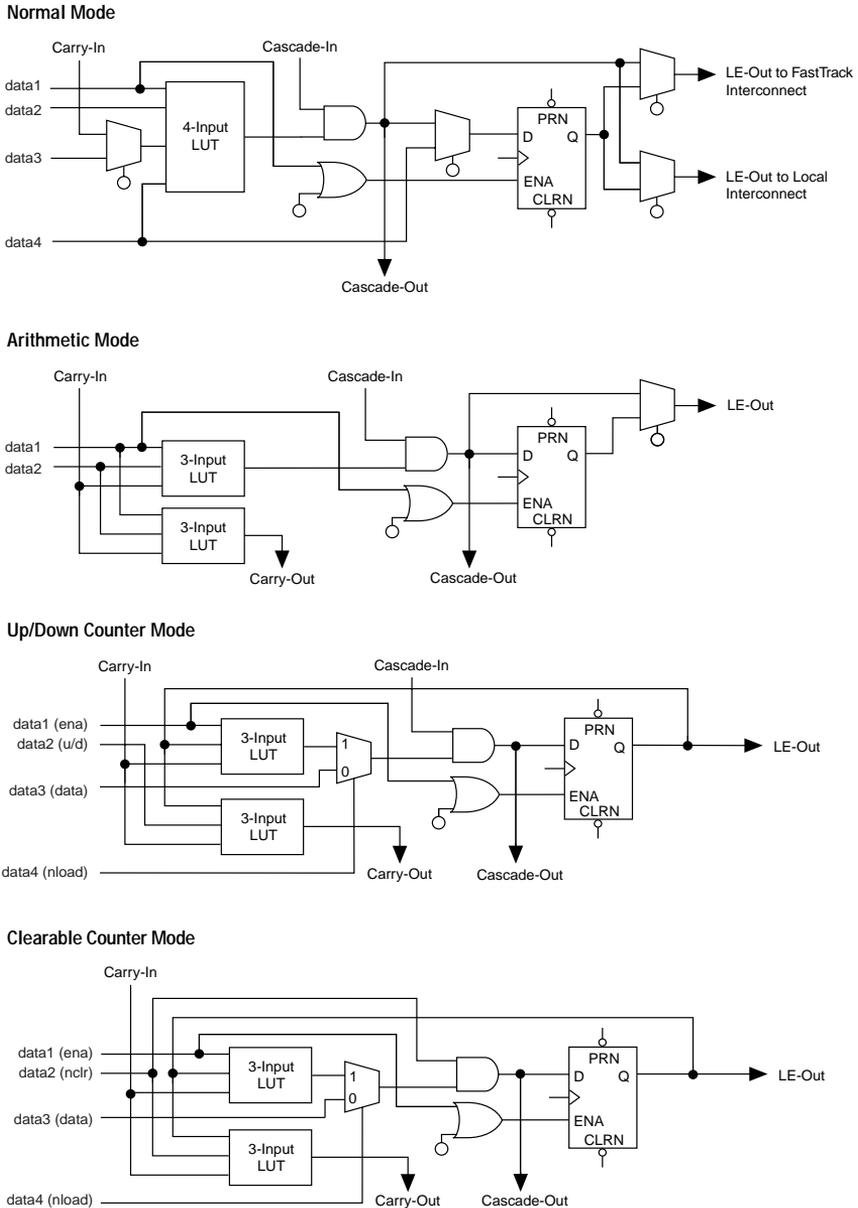 Normal Mode
Carry-In
Cascade-In
data1
data2
data3
data4
4-Input
LUT
PRN
D
Q
ENA
CLRN
LE-Out to FastTrack
Interconnect
LE-Out to Local
Interconnect
Cascade-Out
Arithmetic Mode
Carry-In
Cascade-In
data1
data2
3-Input
LUT
3-Input
LUT
PRN
D
Q
ENA
CLRN
LE-Out
Carry-Out
Cascade-Out
Up/Down Counter Mode
Carry-In
Cascade-In
data1 (ena)
data2 (u/d)
data3 (data)
data4 (nload)
3-Input
LUT
3-Input
LUT
1
0
PRN
D
Q
ENA
CLRN
LE-Out
Carry-Out
Cascade-Out
Clearable Counter Mode
Carry-In
data1 (ena)
data2 (nclr)
data3 (data)
data4 (nload)
3-Input
LUT
3-Input
LUT
1
0
PRN
D
Q
ENA
CLRN
LE-Out
Carry-Out
Cascade-Out